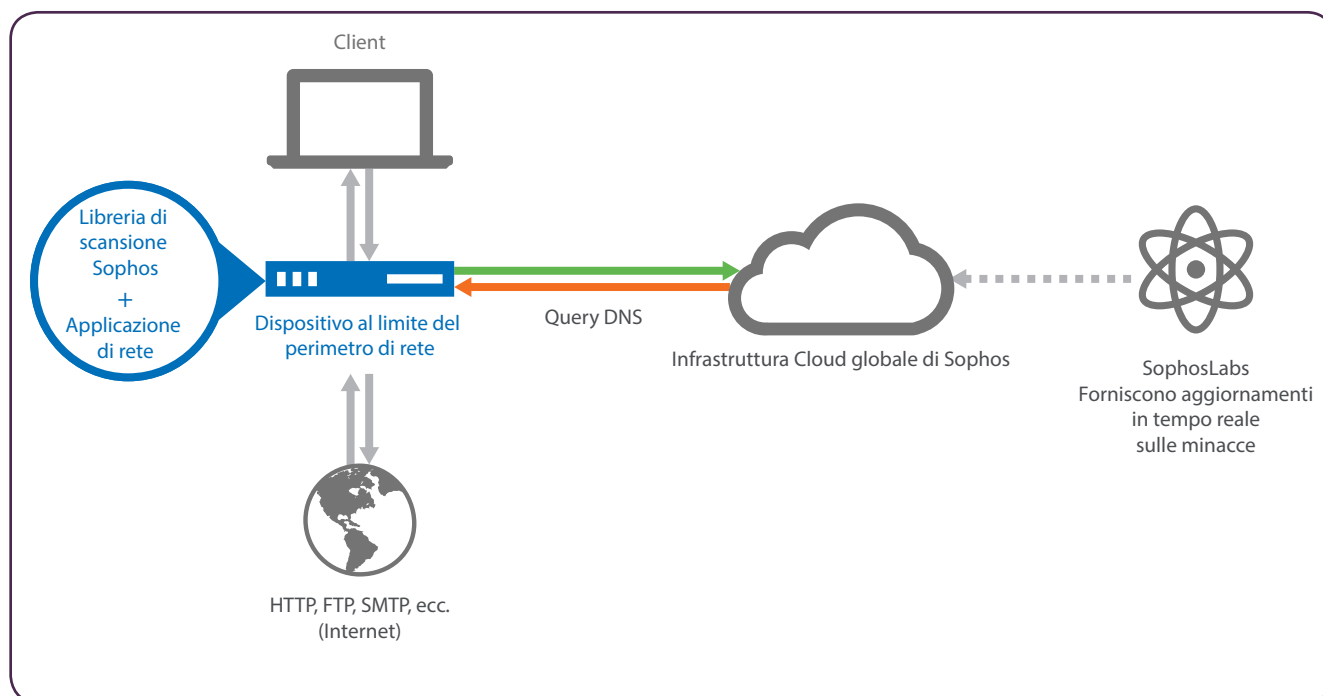 Client
Libreria di
scansione
Sophos
+
Applicazione
di rete
Dispositivo al limite del
perimetro di rete
Query DNS
Infrastruttura Cloud globale di Sophos
SophosLabs
Forniscono aggiornamenti
in tempo reale
sulle minacce
HTTP, FTP, SMTP, ecc.
(Internet)